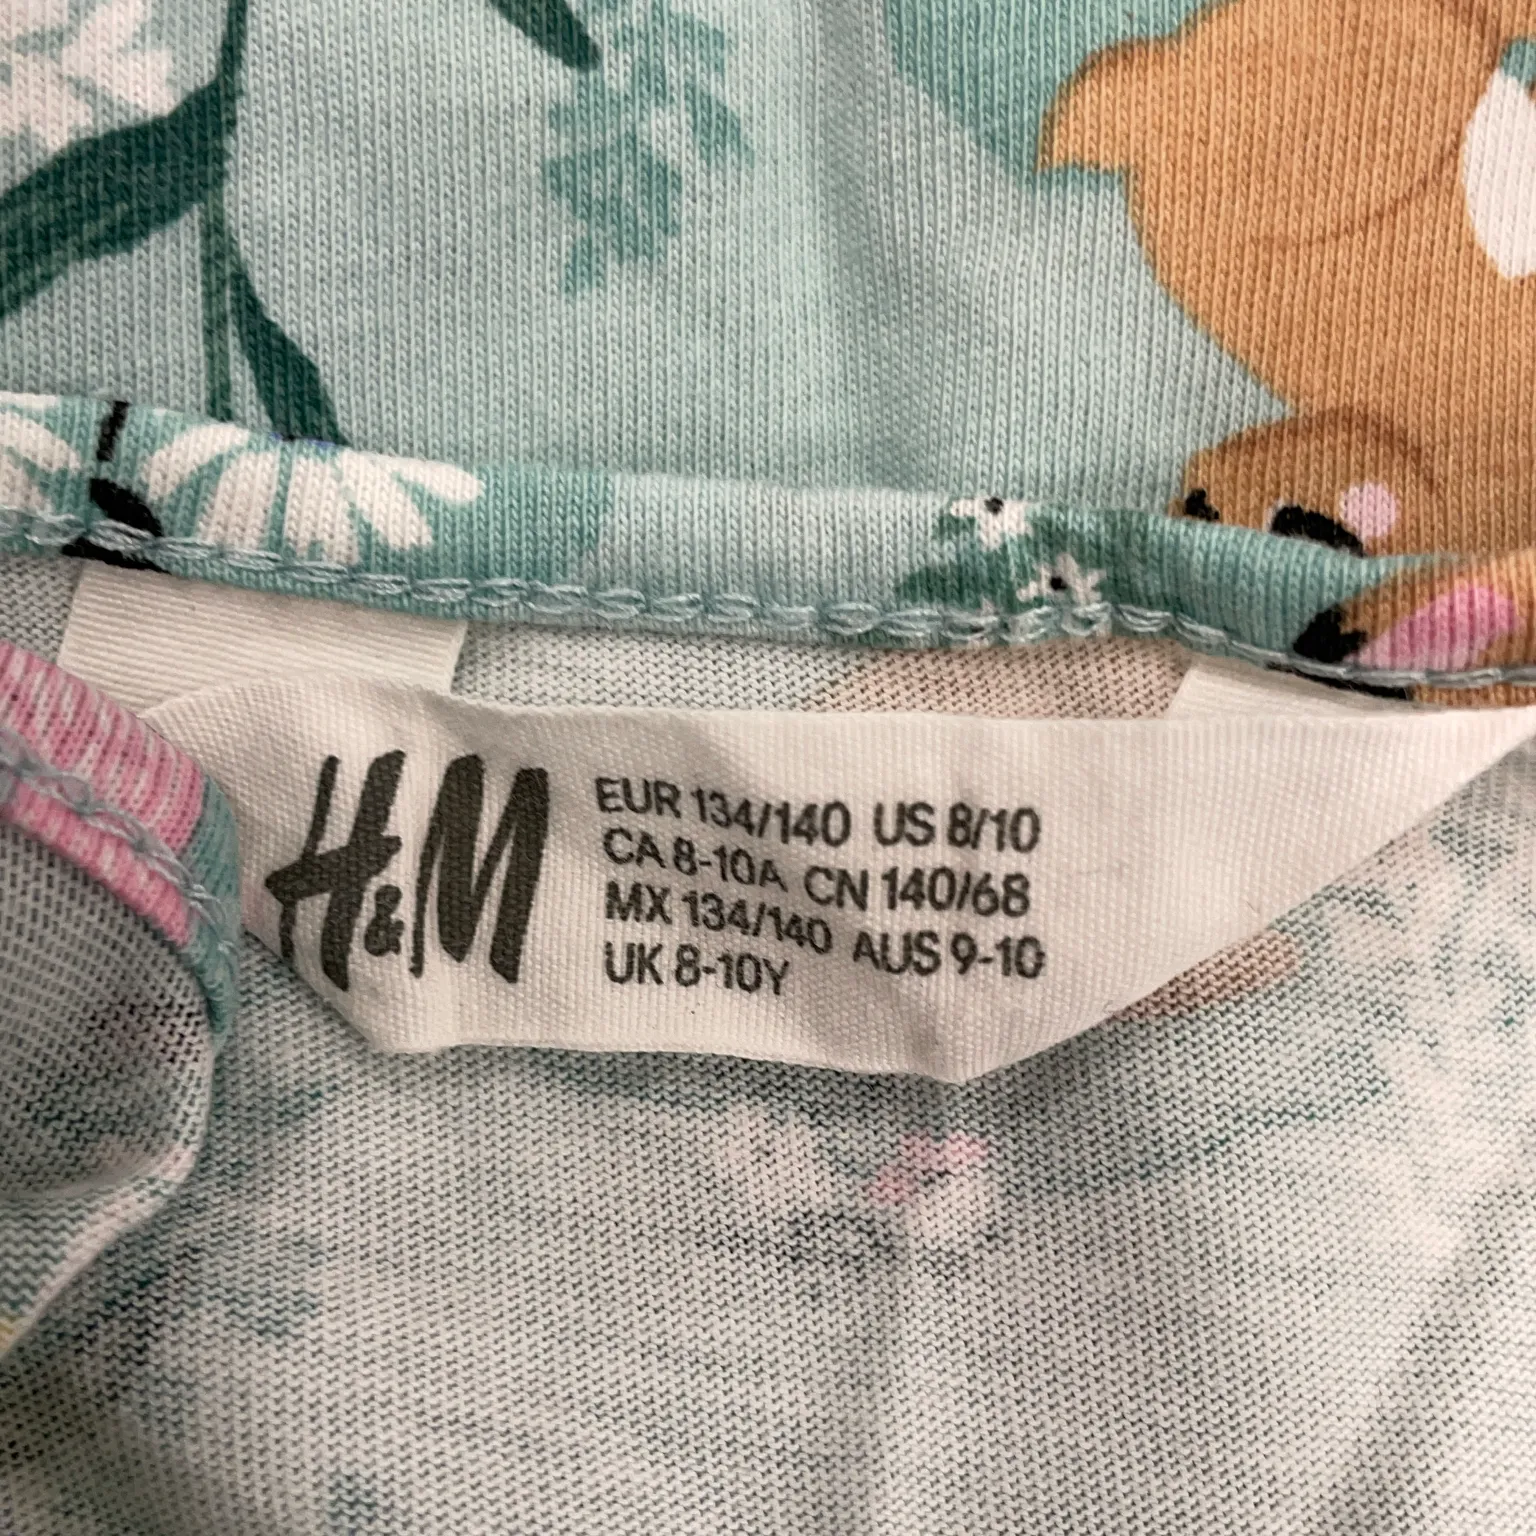 H&M
EUR 134/140 US 8/10
CA 8-10A CN 140/68
MX 134/140 AUS 9-10
UK 8-10Y